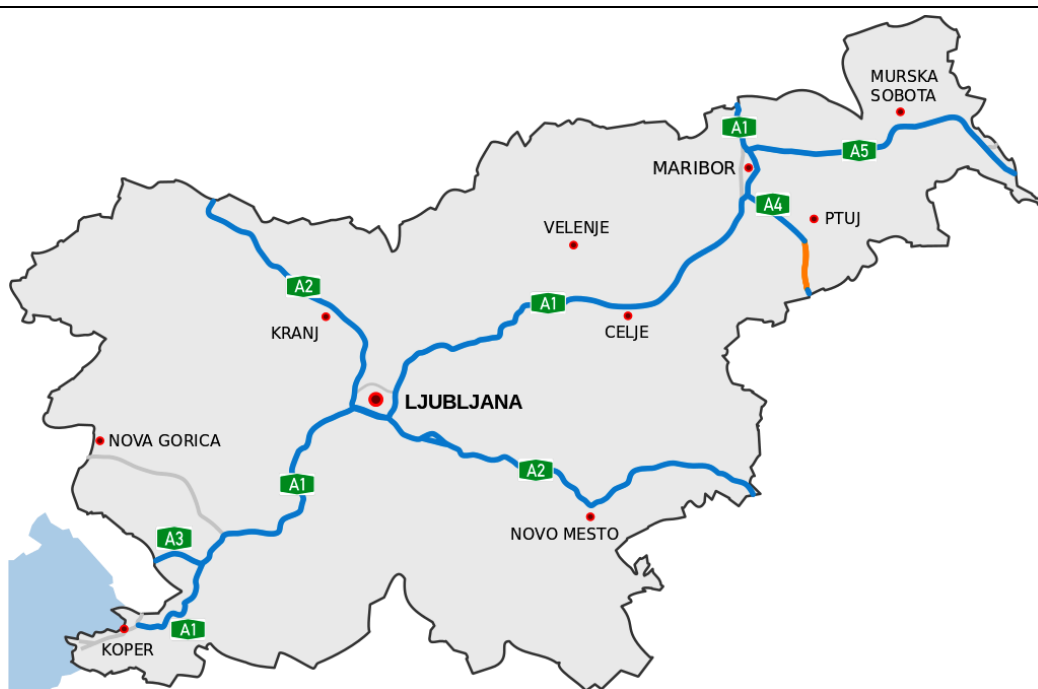 MURSKA
SOBOTA
A1
A5
MARIBOR
A4
PTUJ
VELENJE
A2
A1
KRANJ
CELJE
LJUBLJANA
NOVA GORICA
A2
A1
NOVO MESTO
A3
A1
KOPER